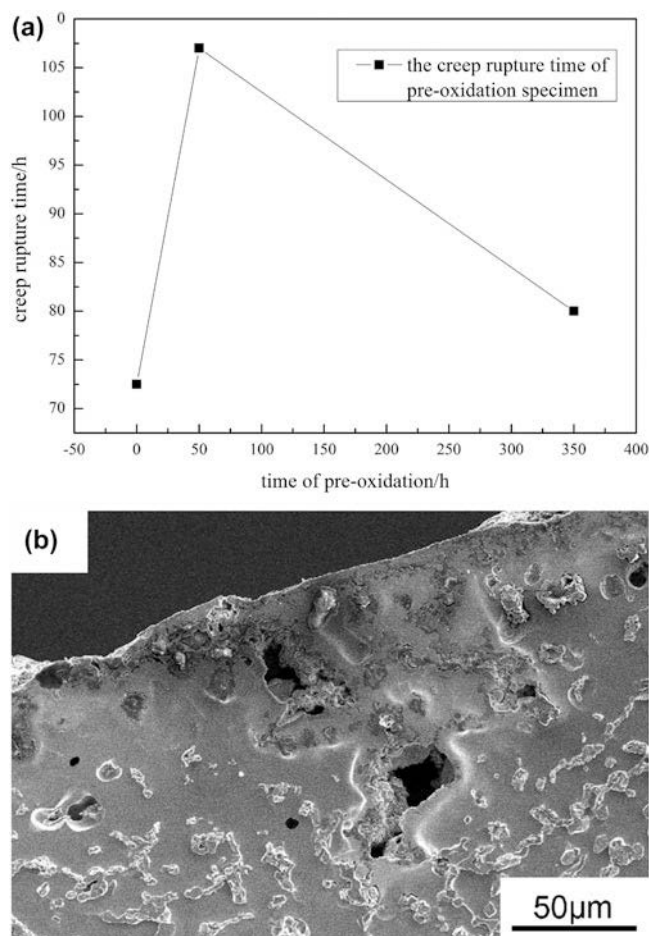 (a)
0
105
100
95
90
85
80
75
70
creep rupture time/h
the creep rupture time of
pre-oxidation specimen
-50 0 50 100 150 200 250 300 350 400
time of pre-oxidation/h
(b)
50μm